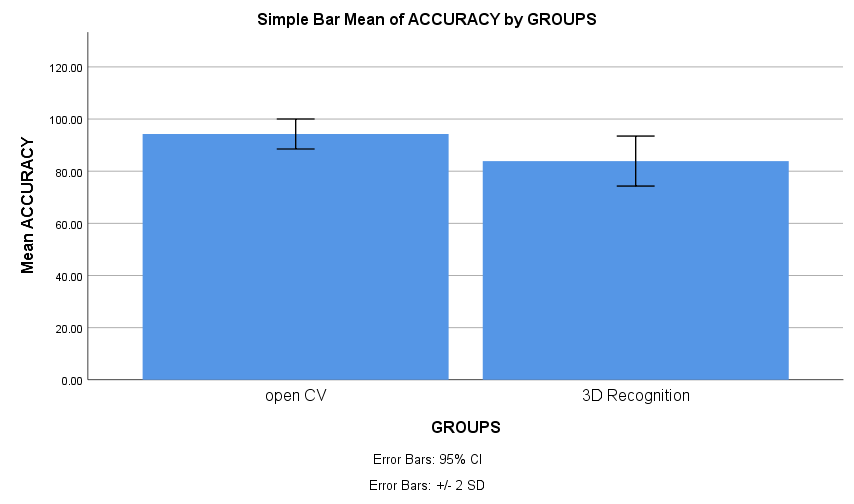 Simple Bar Mean of ACCURACY by GROUPS
Mean ACCURACY
120.00
100.00
80.00
60.00
40.00
20.00
0.00
open CV
3D Recognition
GROUPS
Error Bars: 95% CI
Error Bars: +/- 2 SD